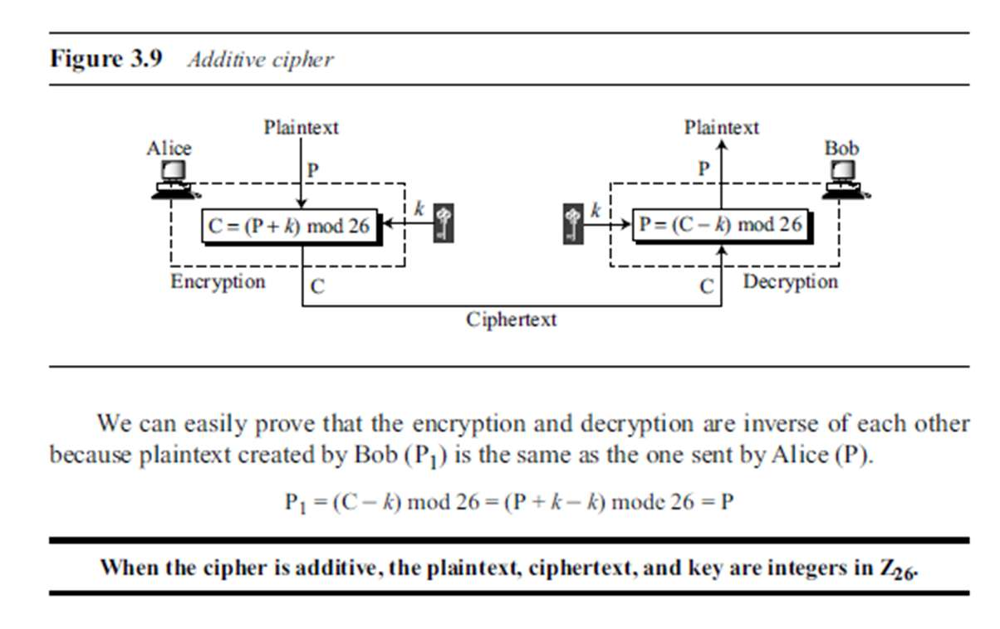 Figure 3.9 Additive cipher
Plaintext Plaintext
Alice Bob
P P
k k
C = (P + k) mod 26 P = (C – k) mod 26
Encryption C C Decryption
Ciphertext
We can easily prove that the encryption and decryption are inverse of each other
because plaintext created by Bob (P₁) is the same as the one sent by Alice (P).
P₁ = (C – k) mod 26 = (P + k – k) mode 26 = P
When the cipher is additive, the plaintext, ciphertext, and key are integers in Z₂₆.